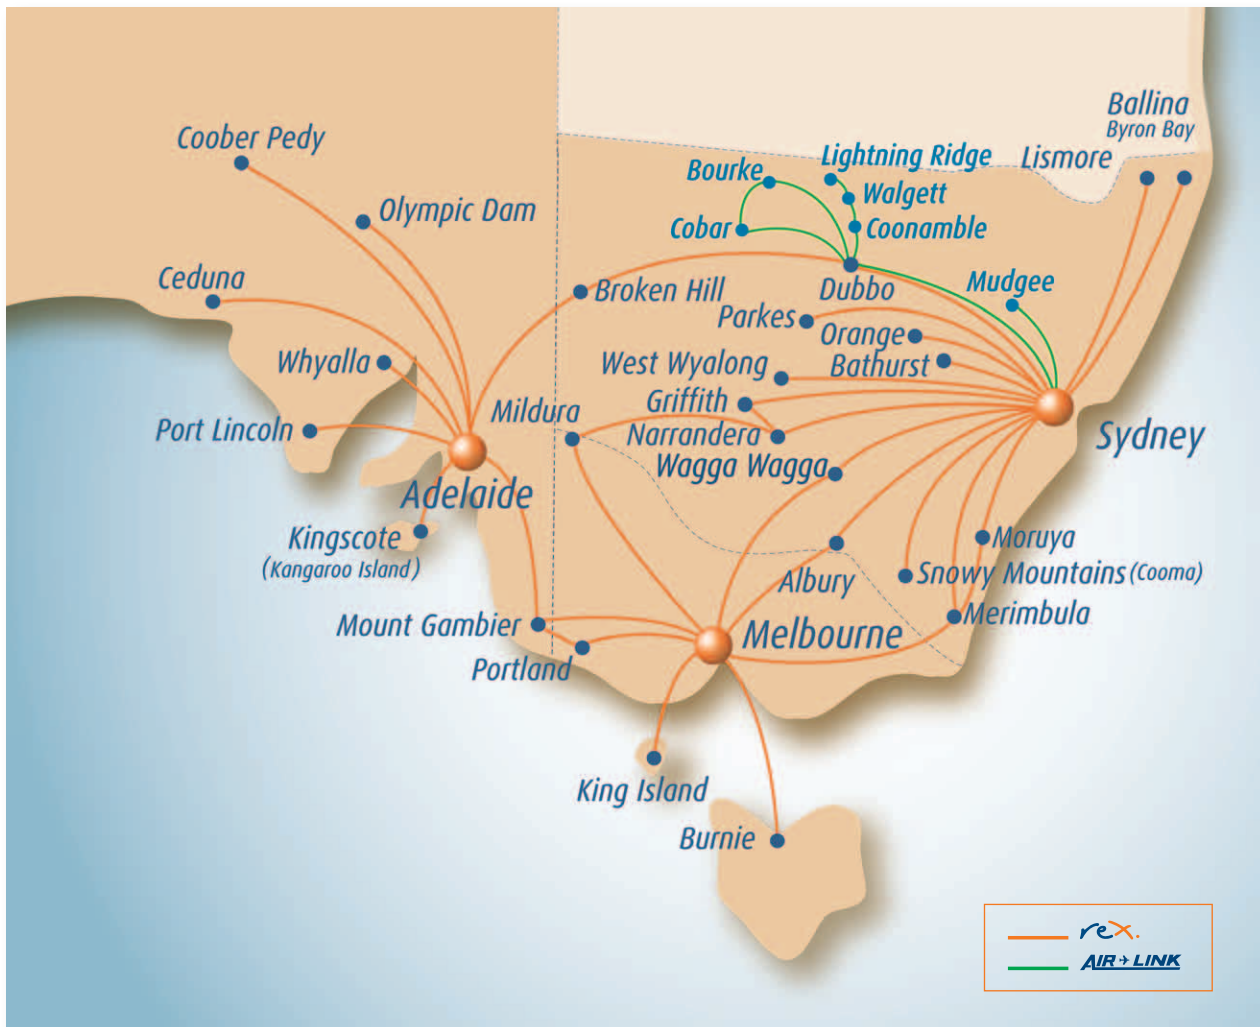 Ballina
Byron Bay
Coober Pedy
Lightning Ridge
Lismore
Bourke
Walgett
Olympic Dam
Cobar
Coonamble
Ceduna
Mudgee
Broken Hill
Dubbo
Parkes
Orange
Whyalla
West Wyalong
Bathurst
Griffith
Mildura
Port Lincoln
Narrandera
Sydney
Wagga Wagga
Adelaide
Kingscote
(Kangaroo Island)
Moruya
Albury
Snowy Mountains (Cooma)
Mount Gambier
Melbourne
Merimbula
Portland
King Island
Burnie
rex.
AIR LINK